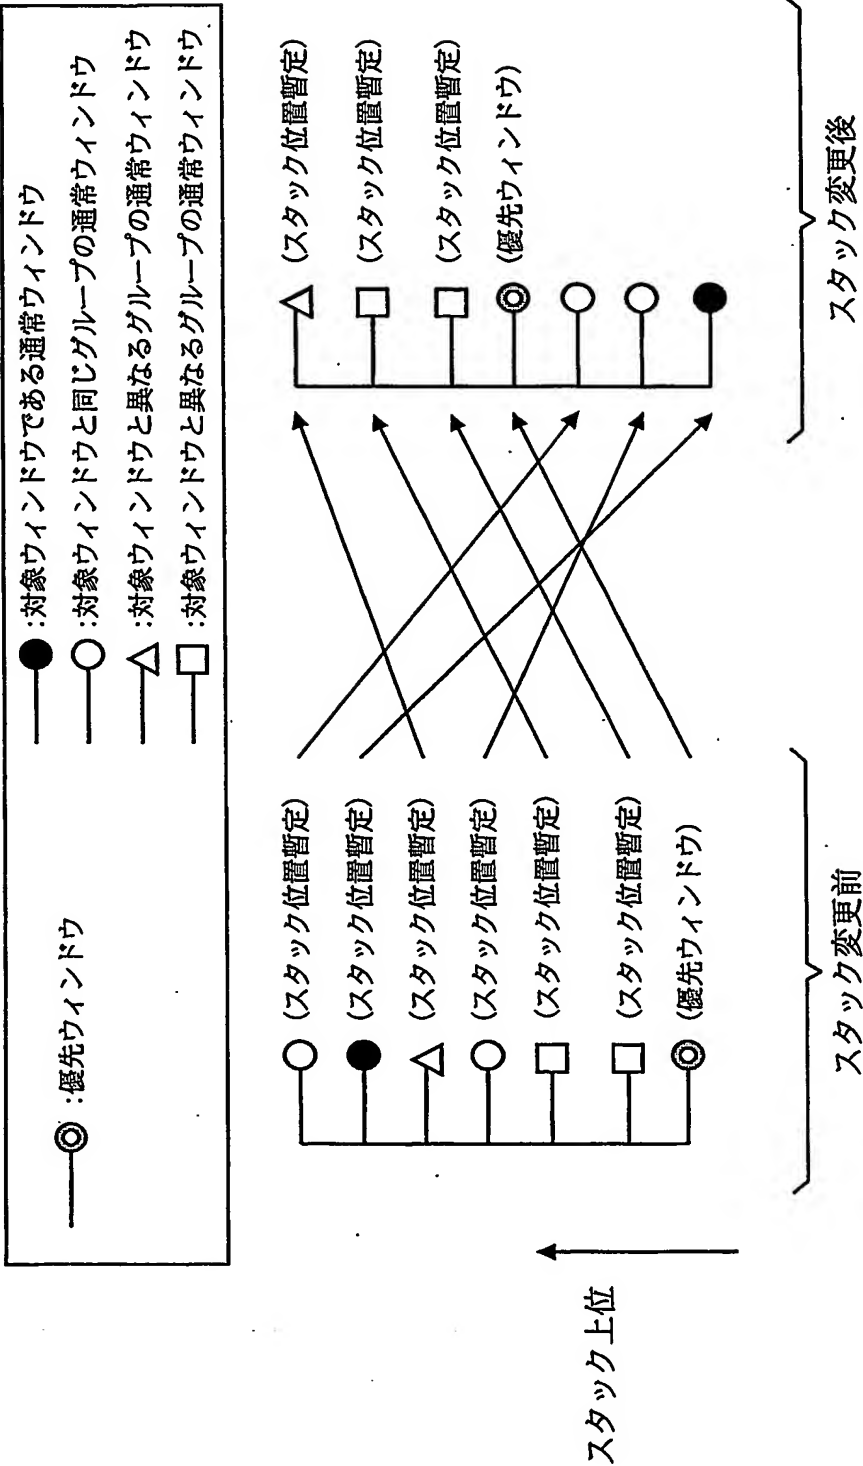 :優先ウィンドウ
:対象ウィンドウである通常ウィンドウ
:対象ウィンドウと同じグループの通常ウィンドウ
:対象ウィンドウと異なるグループの通常ウィンドウ
:対象ウィンドウと異なるグループの通常ウィンドウ
スタック上位
(スタック位置暫定)
(スタック位置暫定)
(スタック位置暫定)
(スタック位置暫定)
(スタック位置暫定)
(スタック位置暫定)
(優先ウィンドウ)
スタック変更前
(スタック位置暫定)
(スタック位置暫定)
(スタック位置暫定)
(優先ウィンドウ)
スタック変更後